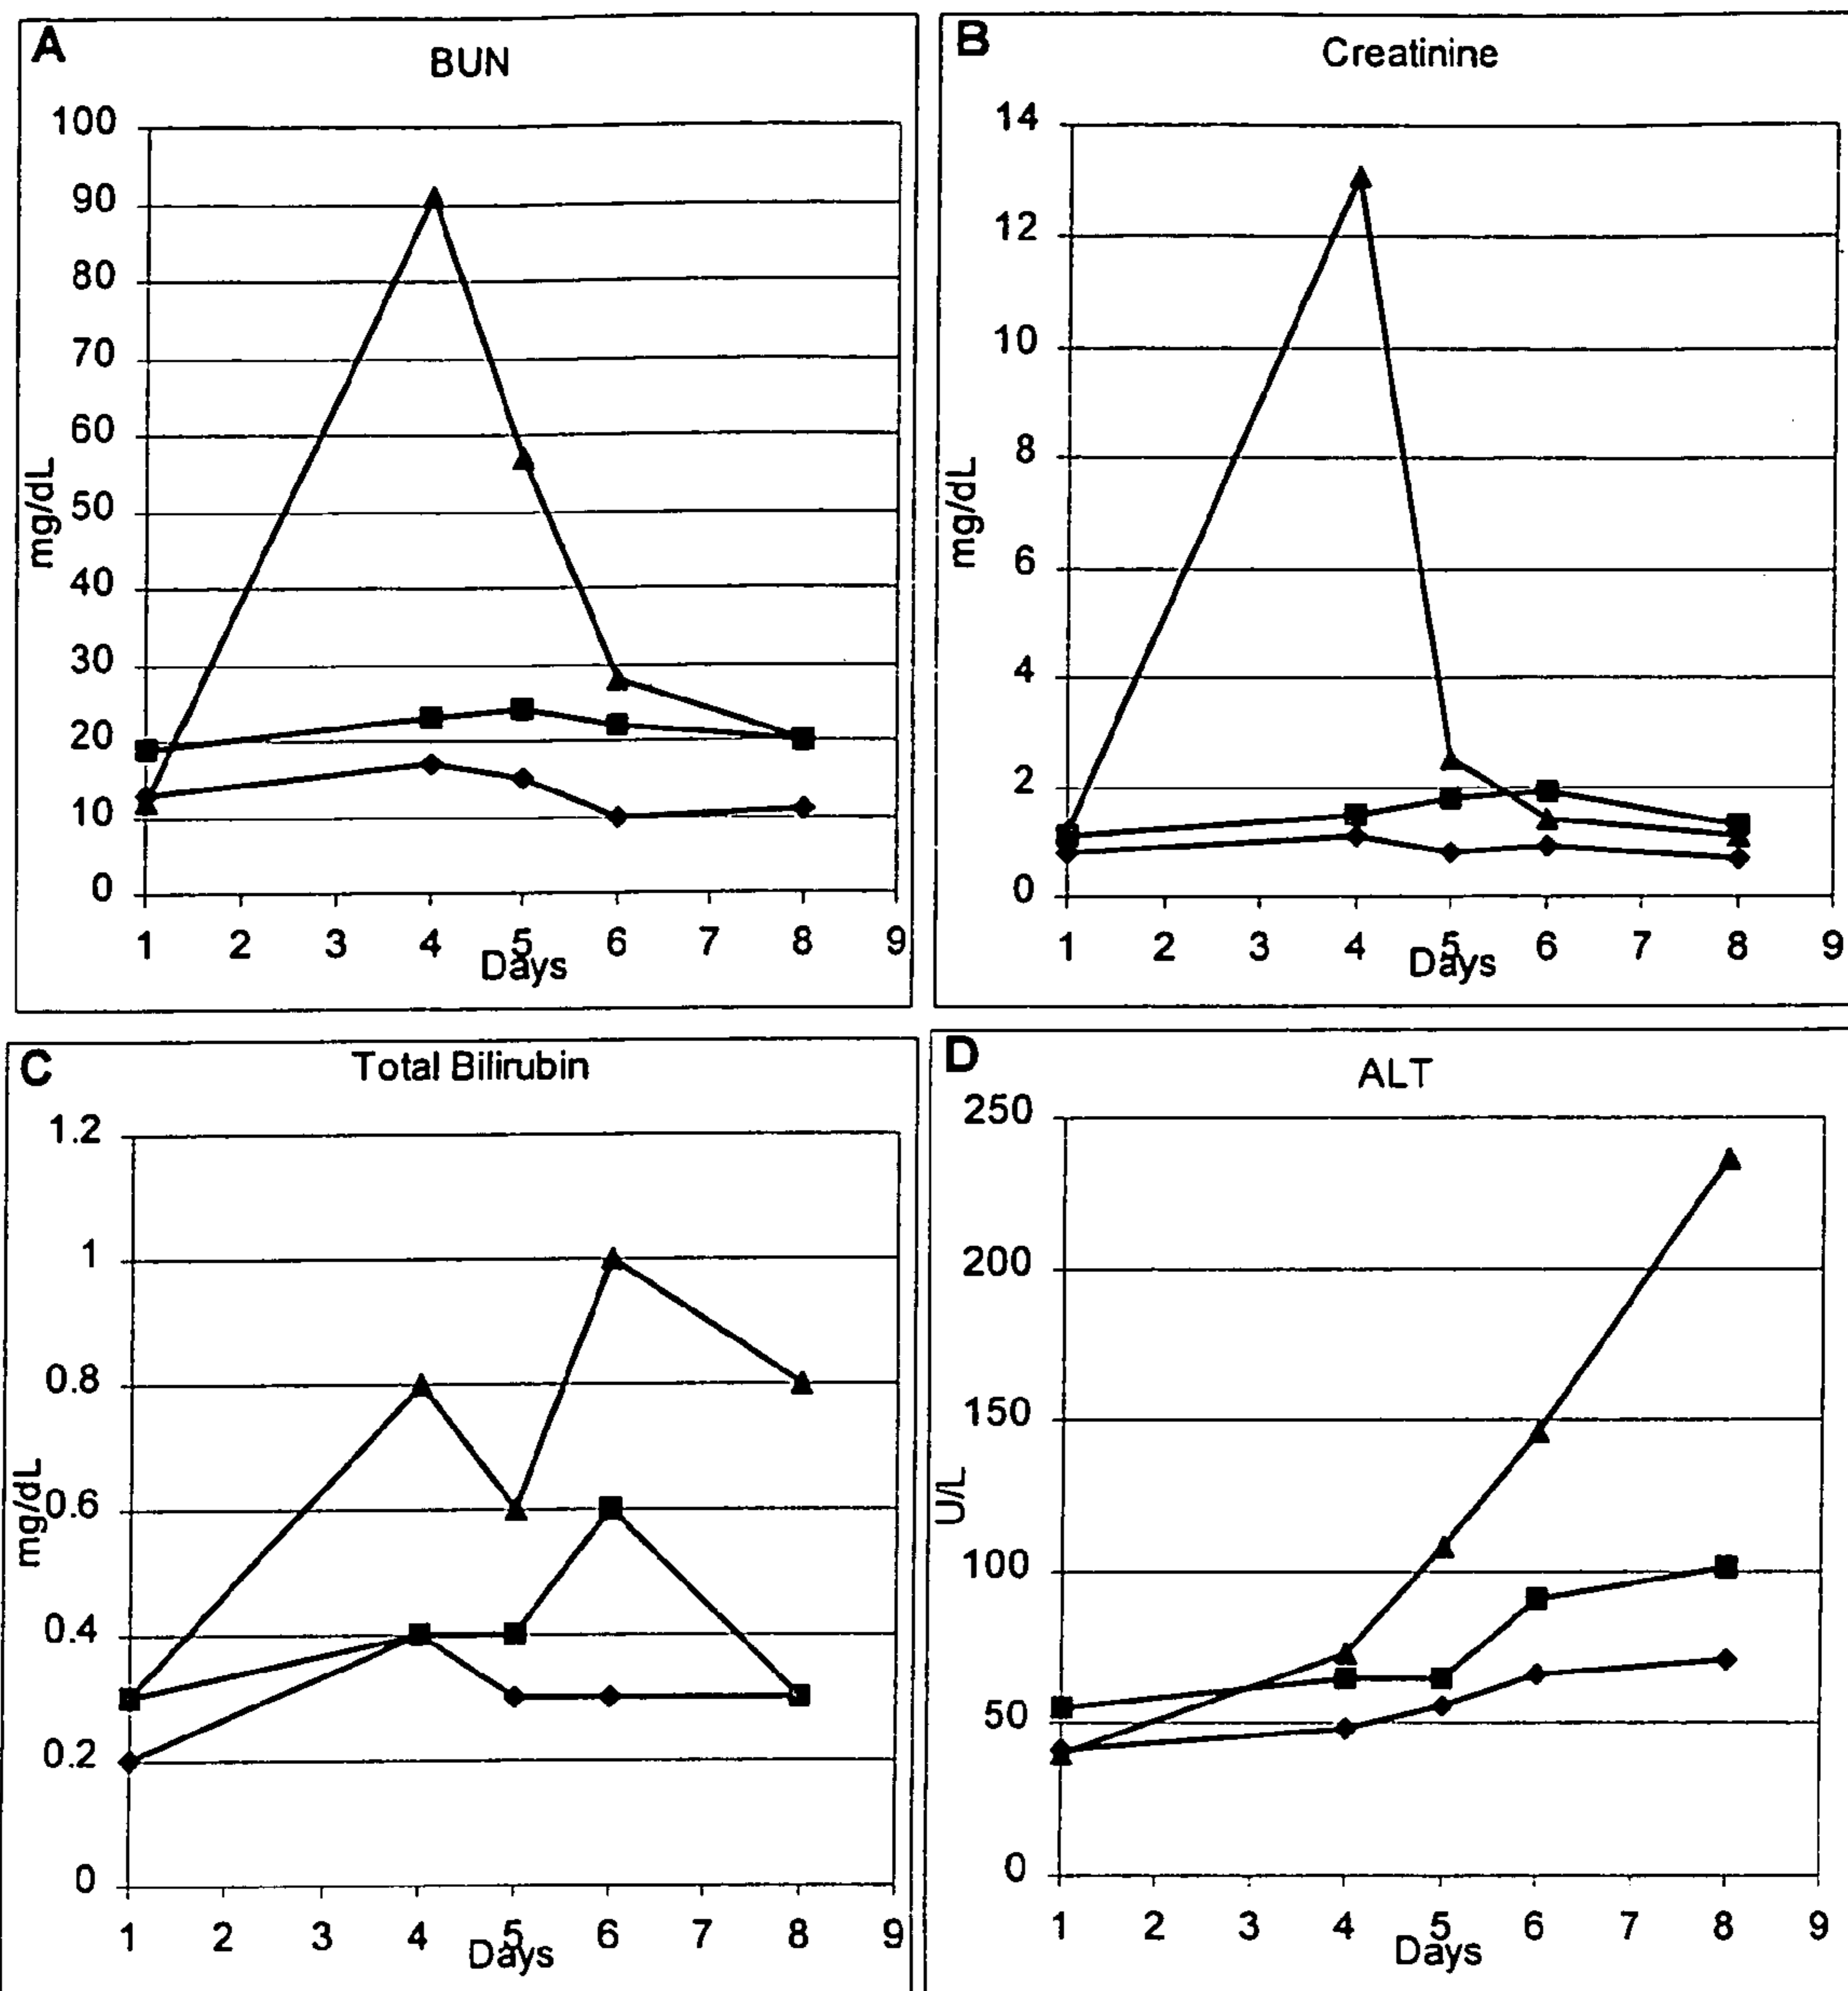 A
BUN
100
90
80
70
60
50
40
30
20
10
0
mg/dL
1 2 3 4 5 6 7 8 9
Days
B
Creatinine
14
12
10
8
6
4
2
0
mg/dL
1 2 3 4 5 6 7 8 9
Days
C
Total Bilirubin
1.2
1
0.8
0.6
0.4
0.2
0
mg/dL
1 2 3 4 5 6 7 8 9
Days
D
ALT
250
200
150
100
50
0
U/L
1 2 3 4 5 6 7 8 9
Days